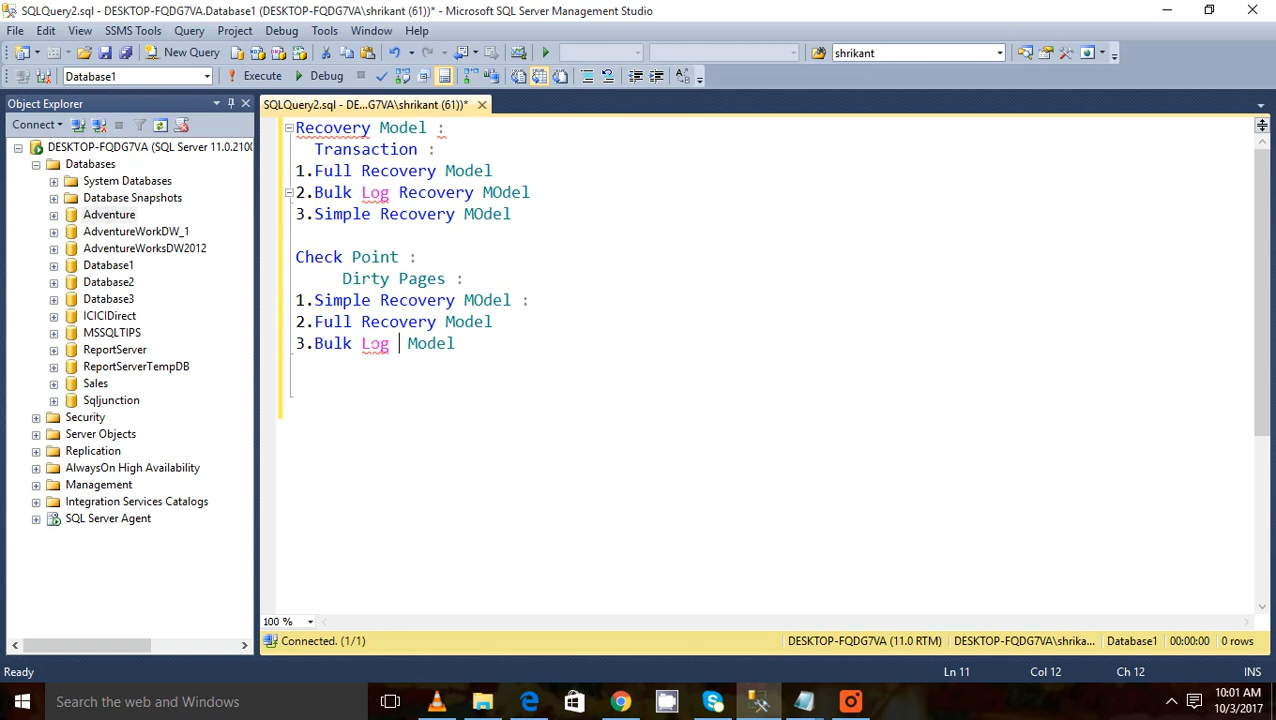 SQLQuery2.sql - DESKTOP-FQDG7VA.Database1 (DESKTOP-FQDG7VA\shrikant (61))* - Microsoft SQL Server Management Studio
File Edit View SSMS Tools Query Project Debug Tools Window Help
New Query shrikant
Database1 Execute Debug
Object Explorer
Connect
DESKTOP-FQDG7VA (SQL Server 11.0.2100
Databases
System Databases
Database Snapshots
Adventure
AdventureWorkDW_1
AdventureWorksDW2012
Database1
Database2
Database3
ICICIDirect
MSSQLTIPS
ReportServer
ReportServerTempDB
Sales
Sqljunction
Security
Server Objects
Replication
AlwaysOn High Availability
Management
Integration Services Catalogs
SQL Server Agent
SQLQuery2.sql - DE...G7VA\shrikant (61))*
Recovery Model :
Transaction :
1.Full Recovery Model
2.Bulk Log Recovery MOdel
3.Simple Recovery MOdel
Check Point :
Dirty Pages :
1.Simple Recovery MOdel :
2.Full Recovery Model
3.Bulk Log Model
100 %
Connected. (1/1) DESKTOP-FQDG7VA (11.0 RTM) DESKTOP-FQDG7VA\shrika... Database1 00:00:00 0 rows
Ready Ln 11 Col 12 Ch 12 INS
Search the web and Windows
10:01 AM
10/3/2017